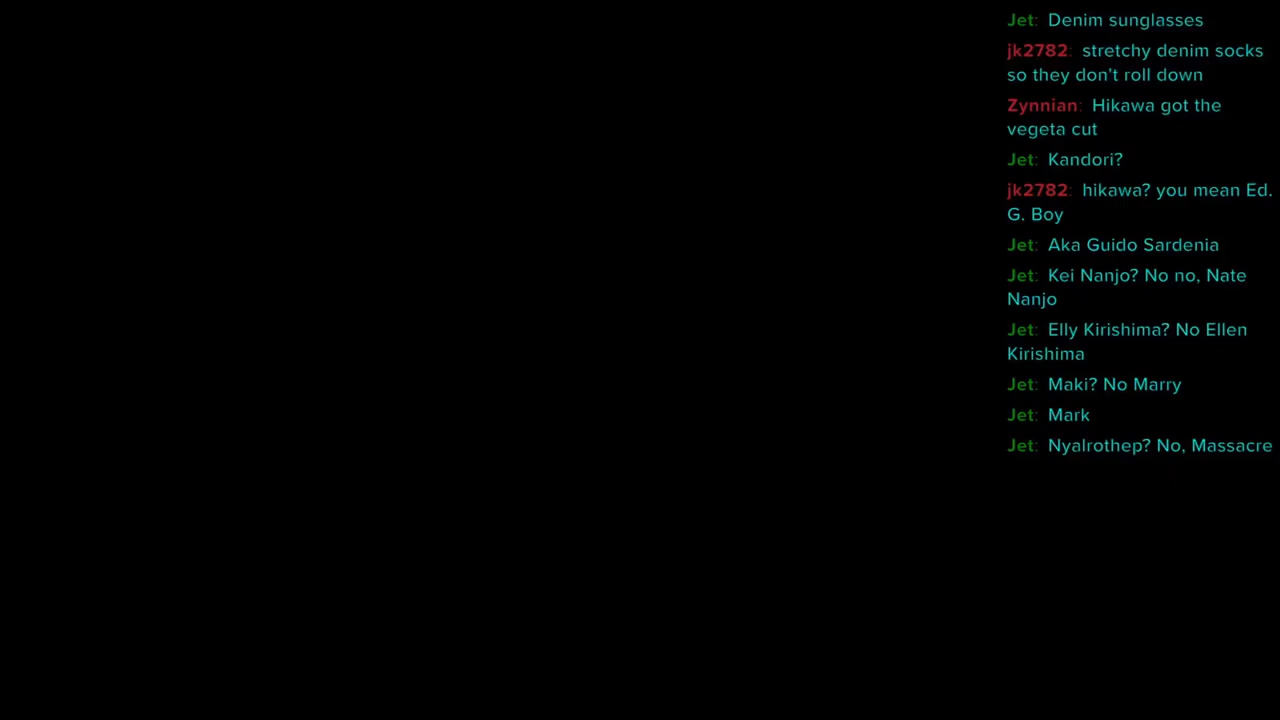 Jet: Denim sunglasses
jk2782: stretchy denim socks
so they don't roll down
Zynnian: Hikawa got the
vegeta cut
Jet: Kandori?
jk2782: hikawa? you mean Ed.
G. Boy
Jet: Aka Guido Sardenia
Jet: Kei Nanjo? No no, Nate
Nanjo
Jet: Elly Kirishima? No Ellen
Kirishima
Jet: Maki? No Marry
Jet: Mark
Jet: Nyalrothep? No, Massacre